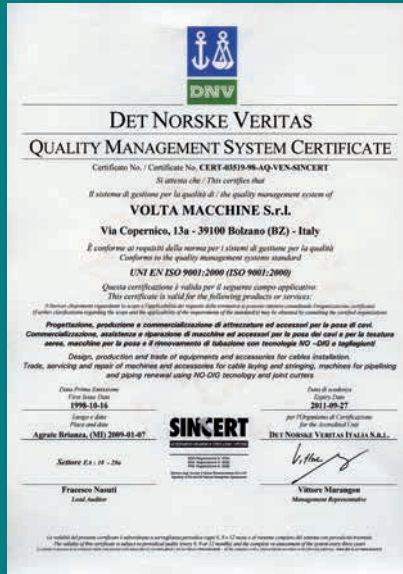 DNV
DET NORSKE VERITAS
QUALITY MANAGEMENT SYSTEM CERTIFICATE
Certificato No. / Certificate No. CERT-03519-98-AQ-VEN-SINCERT
Si attesta che / This certifies that
Il sistema di gestione per la qualità di / the quality management system of
VOLTA MACCHINE S.r.l.
Via Copernico, 13a - 39100 Bolzano (BZ) - Italy
È conforme ai requisiti della norma per i sistemi di gestione per la qualità
Conforms to the quality management systems standard
UNI EN ISO 9001:2000 (ISO 9001:2000)
Questa certificazione è valida per il seguente campo applicativo:
This certificate is valid for the following products or services:
Progettazione, produzione e commercializzazione di attrezzature ed accessori per la posa di cavi.
Commercializzazione, assistenza e riparazione di macchine ed accessori per la posa dei cavi e per la tesatura
aerea, macchine per la posa e il rinnovamento di tubazione con tecnologia NO -DIG e tagliagiunti
Design, production and trade of equipments and accessories for cables installation.
Trade, servicing and repair of machines and accessories for cable laying and stringing, machines for pipelining
and piping renewal using NO-DIG tecnology and joint cutters
Data Prima Emissione
First Issue Date
1998-10-16
Data di scadenza
Expiry Date
2011-09-27
Luogo e data
Place and date
Agrate Brianza, (MI) 2009-01-07
SINCERT
per l'Organismo di Certificazione
for the Accredited Unit
DET NORSKE VERITAS ITALIA S.R.L.
Settore EA : 18 - 29a
Fracesco Nasuti
Lead Auditor
Vittore Marangon
Management Representative